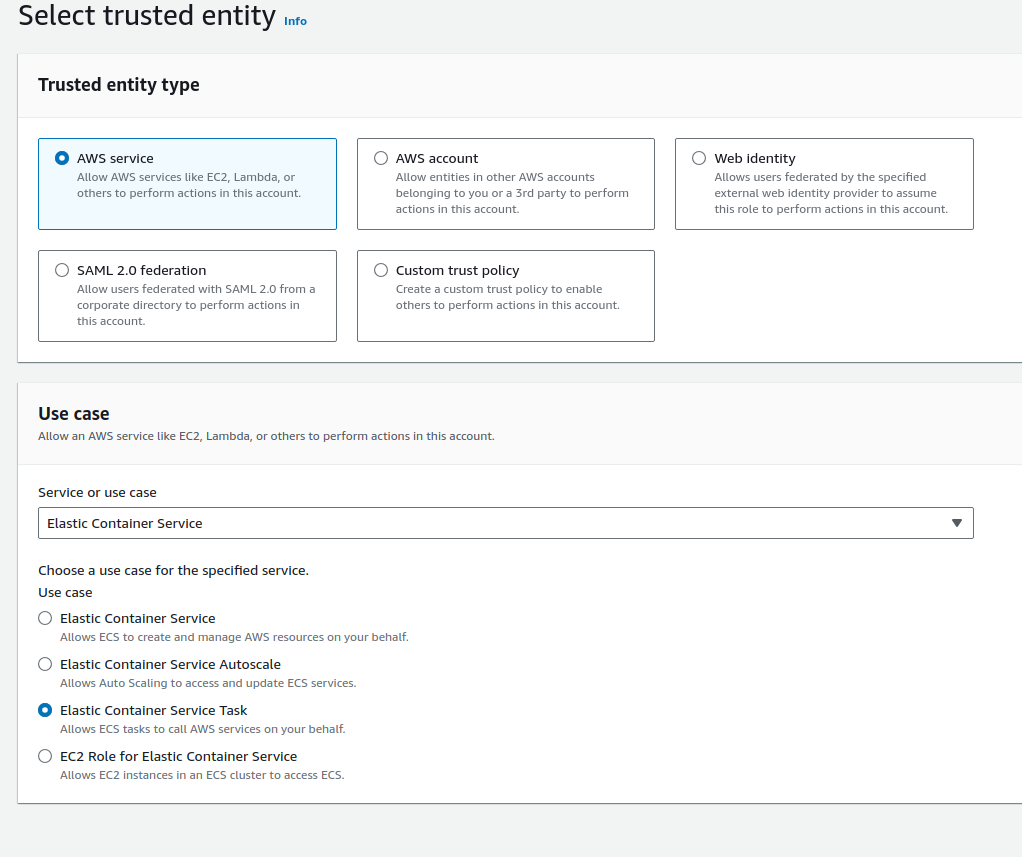 Select trusted entity Info
Trusted entity type
AWS service
Allow AWS services like EC2, Lambda, or
others to perform actions in this account.
AWS account
Allow entities in other AWS accounts
belonging to you or a 3rd party to perform
actions in this account.
Web identity
Allows users federated by the specified
external web identity provider to assume
this role to perform actions in this account.
SAML 2.0 federation
Allow users federated with SAML 2.0 from a
corporate directory to perform actions in
this account.
Custom trust policy
Create a custom trust policy to enable
others to perform actions in this account.
Use case
Allow an AWS service like EC2, Lambda, or others to perform actions in this account.
Service or use case
Elastic Container Service
Choose a use case for the specified service.
Use case
Elastic Container Service
Allows ECS to create and manage AWS resources on your behalf.
Elastic Container Service Autoscale
Allows Auto Scaling to access and update ECS services.
Elastic Container Service Task
Allows ECS tasks to call AWS services on your behalf.
EC2 Role for Elastic Container Service
Allows EC2 instances in an ECS cluster to access ECS.